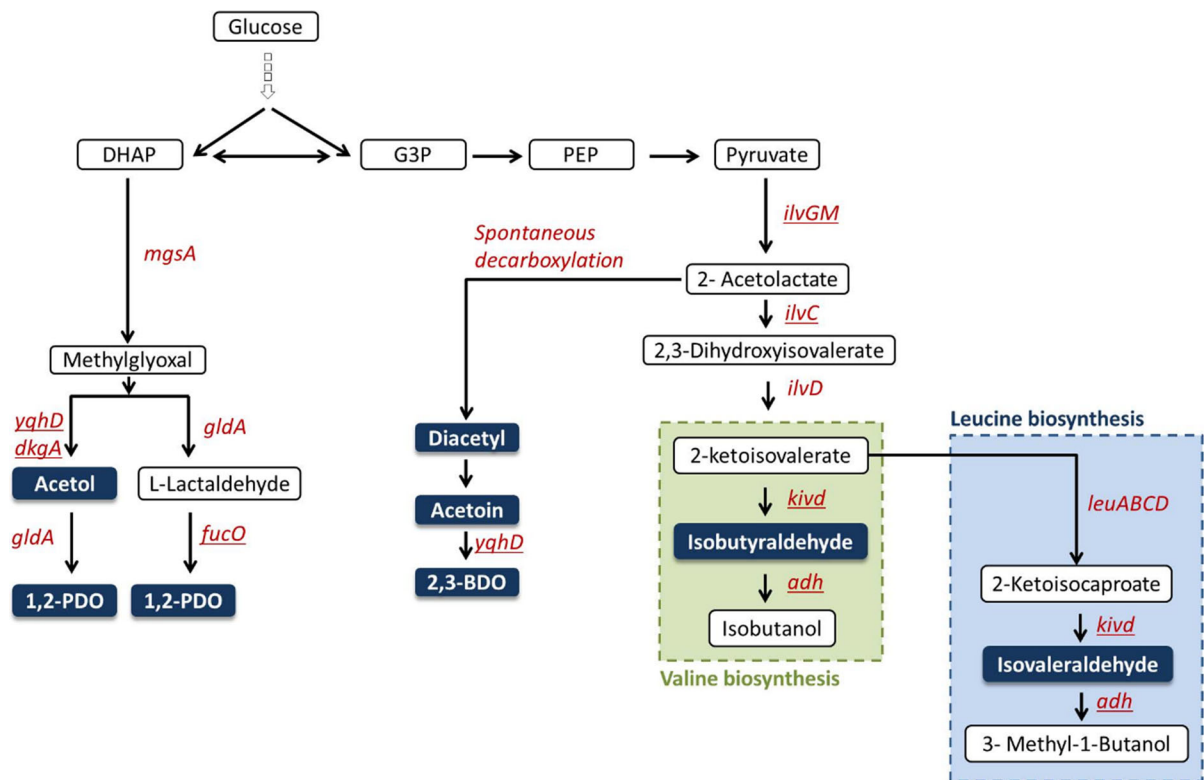 Glucose
DHAP
G3P
PEP
Pyruvate
ilvGM
Spontaneous
decarboxylation
mgsA
2- Acetolactate
ilvC
2,3-Dihydroxyisovalerate
Methylglyoxal
ilvD
yqhD
dkgA
gldA
Leucine biosynthesis
Diacetyl
2-ketoisovalerate
Acetol
L-Lactaldehyde
kivd
leuABCD
Acetoin
gldA
fucO
yqhD
Isobutyraldehyde
2,3-BDO
adh
2-Ketoisocaproate
1,2-PDO
1,2-PDO
Isobutanol
kivd
Isovaleraldehyde
Valine biosynthesis
adh
3- Methyl-1-Butanol